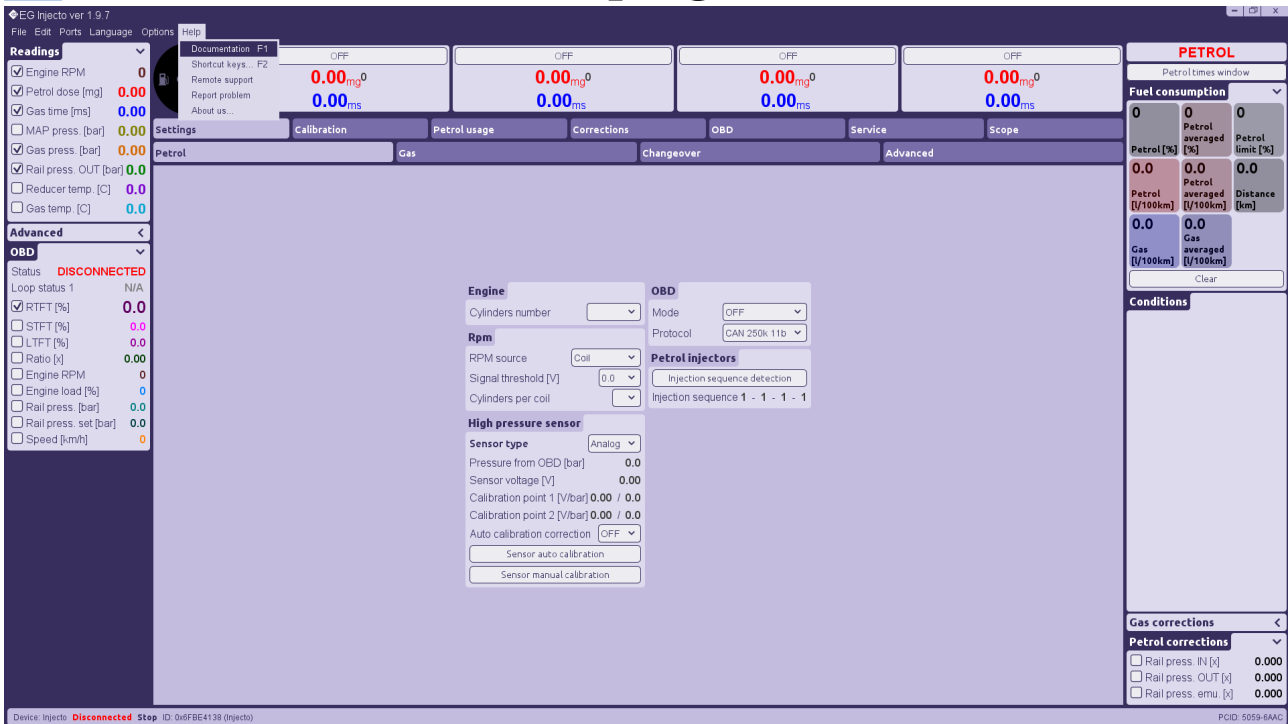 EG Injecto ver 1.9.7
File Edit Ports Language Options Help
Documentation F1
Shortcut keys... F2
Remote support
Report problem
About us...
Readings
Engine RPM 0
Petrol dose [mg] 0.00
Gas time [ms] 0.00
MAP press. [bar] 0.00
Gas press. [bar] 0.00
Rail press. OUT [bar] 0.0
Reducer temp. [C] 0.0
Gas temp. [C] 0.0
Advanced
OBD
Status DISCONNECTED
Loop status 1 N/A
RTFT [%] 0.0
STFT [%] 0.0
LTFT [%] 0.0
Ratio [x] 0.00
Engine RPM 0
Engine load [%] 0
Rail press. [bar] 0.0
Rail press. set [bar] 0.0
Speed [km/h] 0
OFF OFF OFF OFF
0.00mg0 0.00mg0 0.00mg0 0.00mg0
0.00ms 0.00ms 0.00ms 0.00ms
Settings Calibration Petrol usage Corrections OBD Service Scope
Petrol Gas Changeover Advanced
Engine
Cylinders number
Rpm
RPM source Coil
Signal threshold [V] 0.0
Cylinders per coil
High pressure sensor
Sensor type Analog
Pressure from OBD [bar] 0.0
Sensor voltage [V] 0.00
Calibration point 1 [V/bar] 0.00 / 0.0
Calibration point 2 [V/bar] 0.00 / 0.0
Auto calibration correction OFF
Sensor auto calibration
Sensor manual calibration
OBD
Mode OFF
Protocol CAN 250k 11b
Petrol injectors
Injection sequence detection
Injection sequence 1 - 1 - 1 - 1
PETROL
Petrol times window
Fuel consumption
0 0 0
Petrol [%] Petrol averaged [%] Petrol limit [%]
0.0 0.0 0.0
Petrol [l/100km] Petrol averaged [l/100km] Distance [km]
0.0 0.0
Gas [l/100km] Gas averaged [l/100km]
Clear
Conditions
Gas corrections
Petrol corrections
Rail press. IN [x] 0.000
Rail press. OUT [x] 0.000
Rail press. emu. [x] 0.000
Device: Injecto Disconnected Stop ID: 0x6FBE4138 (Injecto) PCID: 5059-6AAC